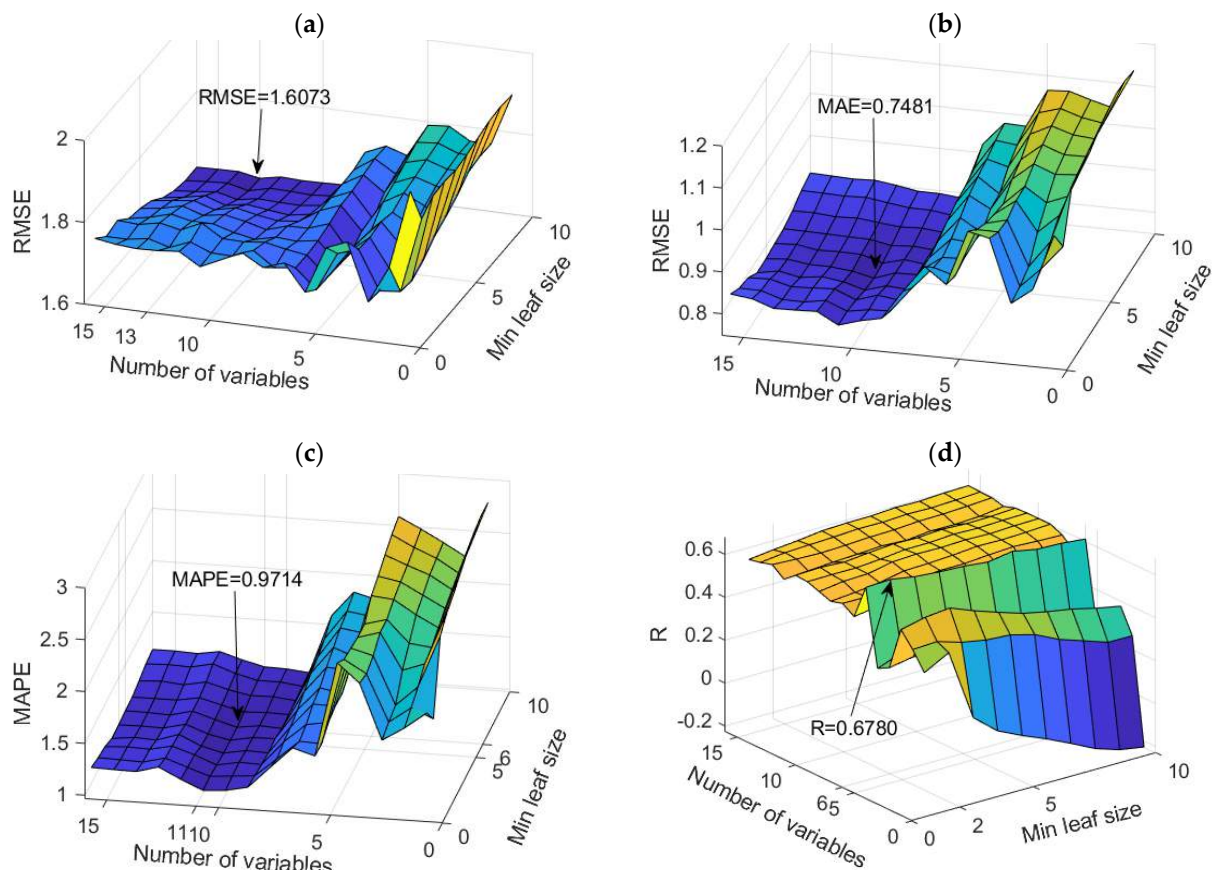 (a)
RMSE=1.6073
2
1.8
1.6
RMSE
15
13
10
5
0
Number of variables
0
5
10
Min leaf size
(b)
MAE=0.7481
1.2
1.1
1
0.9
0.8
RMSE
15
10
5
0
Number of variables
0
5
10
Min leaf size
(c)
MAPE=0.9714
3
2.5
2
1.5
1
MAPE
15
1110
5
0
Number of variables
0
5
6
10
Min leaf size
(d)
0.6
0.4
0.2
0
-0.2
R
R=0.6780
15
10
65
0
Number of variables
0
2
5
10
Min leaf size